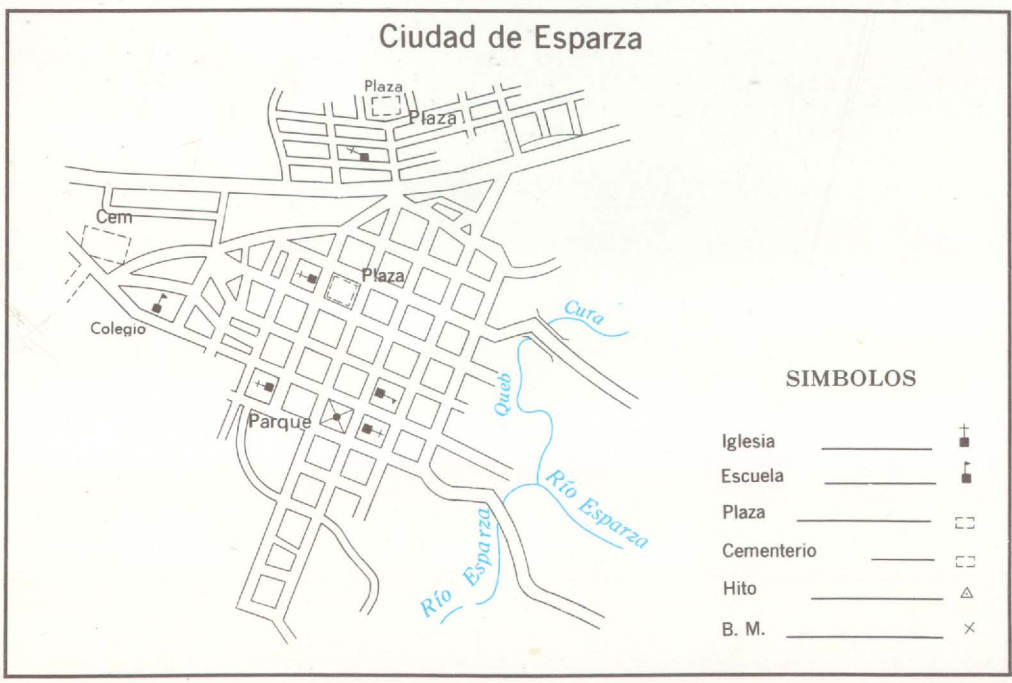 Ciudad de Esparza
Plaza
Plaza
Cem
Plaza
Colegio
Cura
Queb
Parque
Río Esparza
Río Esparza
SIMBOLOS
Iglesia
Escuela
Plaza
Cementerio
Hito
B. M.